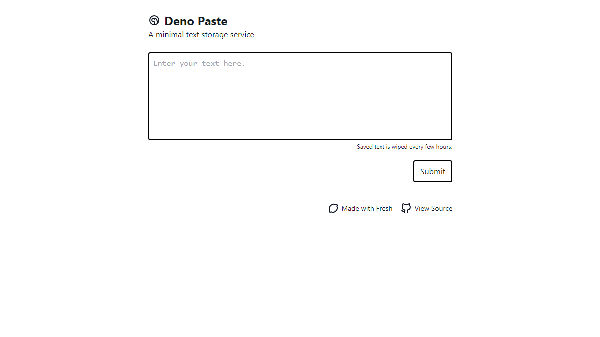 Deno Paste
A minimal text storage service
Enter your text here.
Saved text is wiped every few hours.
Submit
Made with Fresh View Source